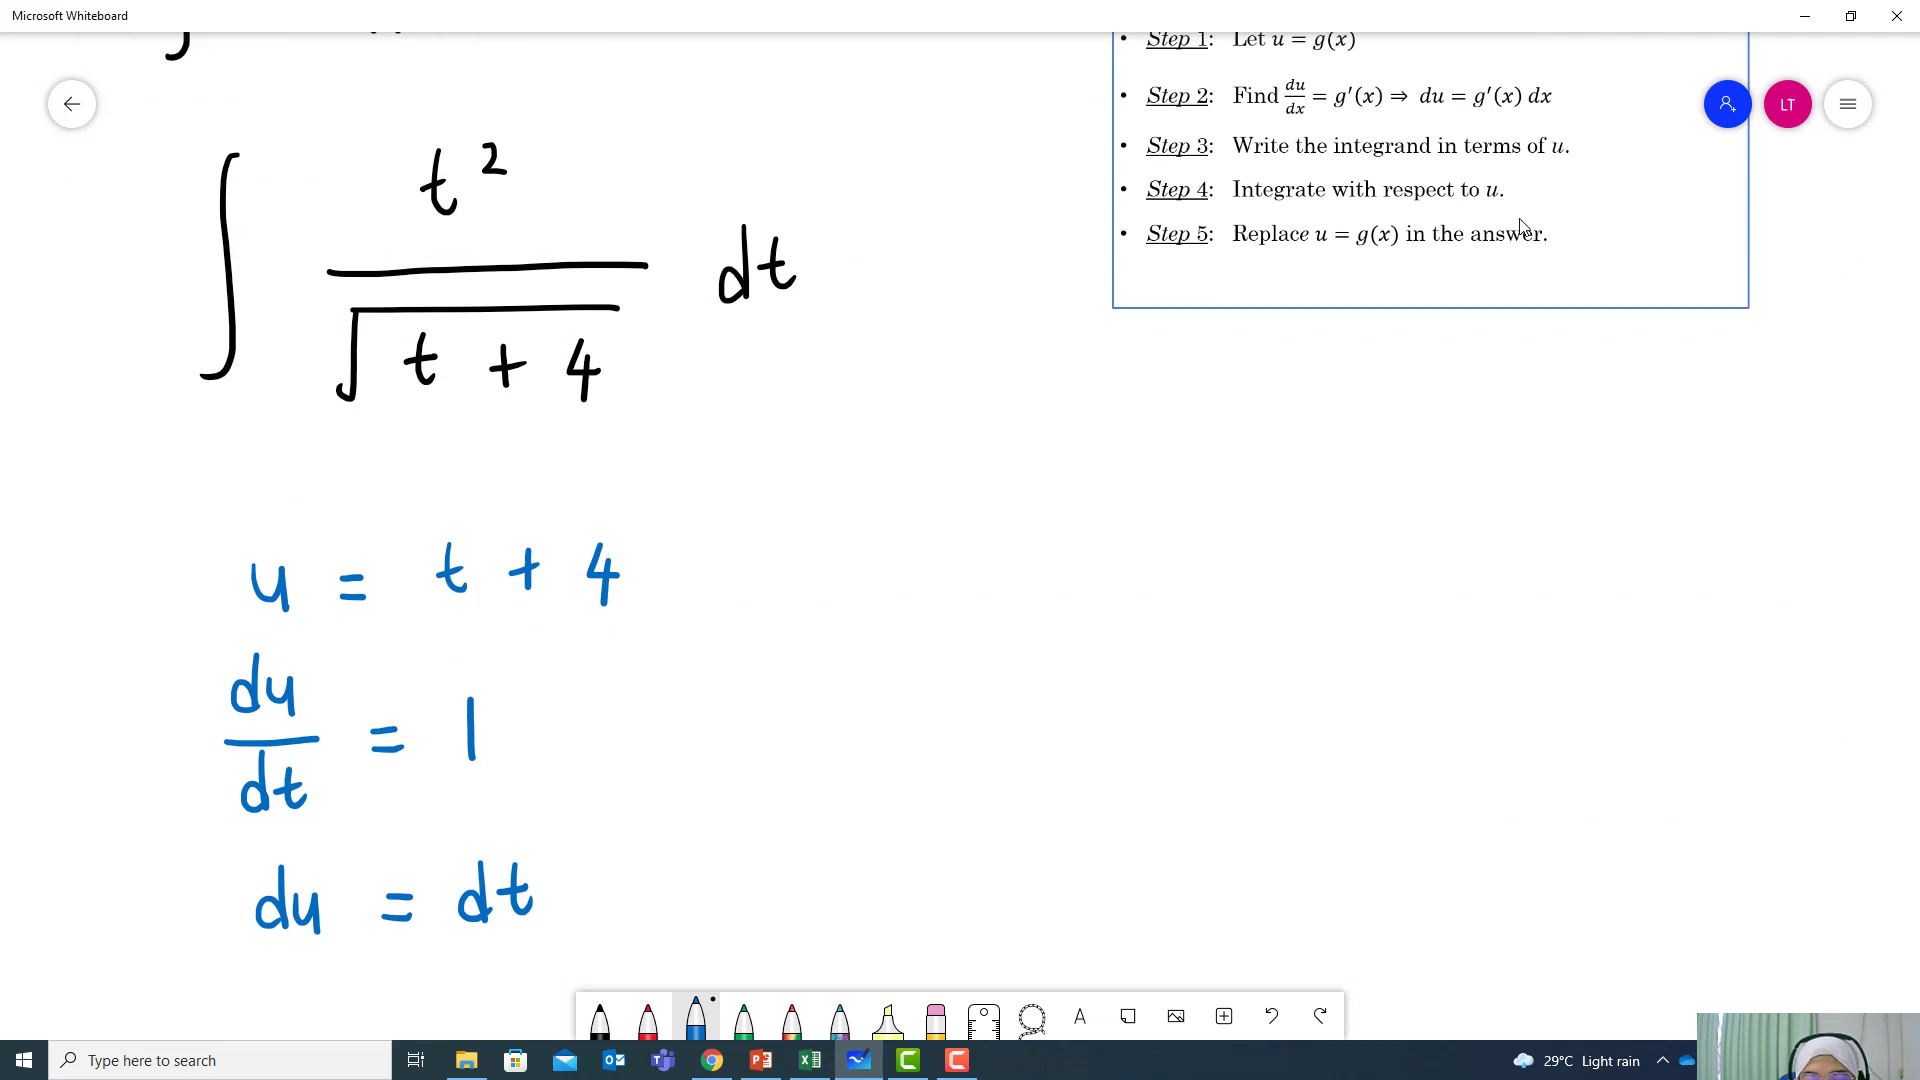 Microsoft Whiteboard
• Step 1: Let u = g(x)
• Step 2: Find du/dx = g′(x) ⇒ du = g′(x) dx
• Step 3: Write the integrand in terms of u.
• Step 4: Integrate with respect to u.
• Step 5: Replace u = g(x) in the answer.
LT
∫ t² / √(t + 4) dt
u = t + 4
du/dt = 1
du = dt
A
Type here to search
29°C Light rain